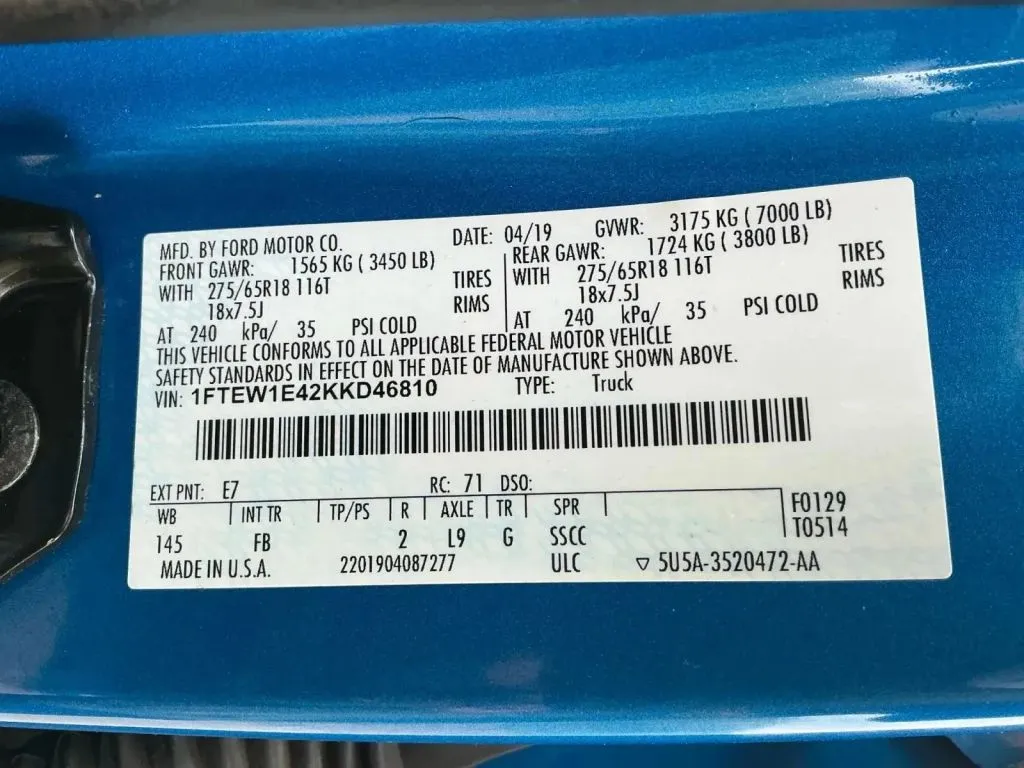 MFD. BY FORD MOTOR CO. DATE: 04/19 GVWR: 3175 KG ( 7000 LB)
FRONT GAWR: 1565 KG ( 3450 LB) REAR GAWR: 1724 KG ( 3800 LB)
WITH 275/65R18 116T TIRES WITH 275/65R18 116T TIRES
18x7.5J RIMS 18x7.5J RIMS
AT 240 kPa/ 35 PSI COLD AT 240 kPa/ 35 PSI COLD
THIS VEHICLE CONFORMS TO ALL APPLICABLE FEDERAL MOTOR VEHICLE
SAFETY STANDARDS IN EFFECT ON THE DATE OF MANUFACTURE SHOWN ABOVE.
VIN: 1FTEW1E42KKD46810 TYPE: Truck
EXT PNT: E7 RC: 71 DSO:
WB INT TR TP/PS R AXLE TR SPR F0129
145 FB 2 L9 G SSCC T0514
MADE IN U.S.A. 2201904087277 ULC ▽ 5U5A-3520472-AA